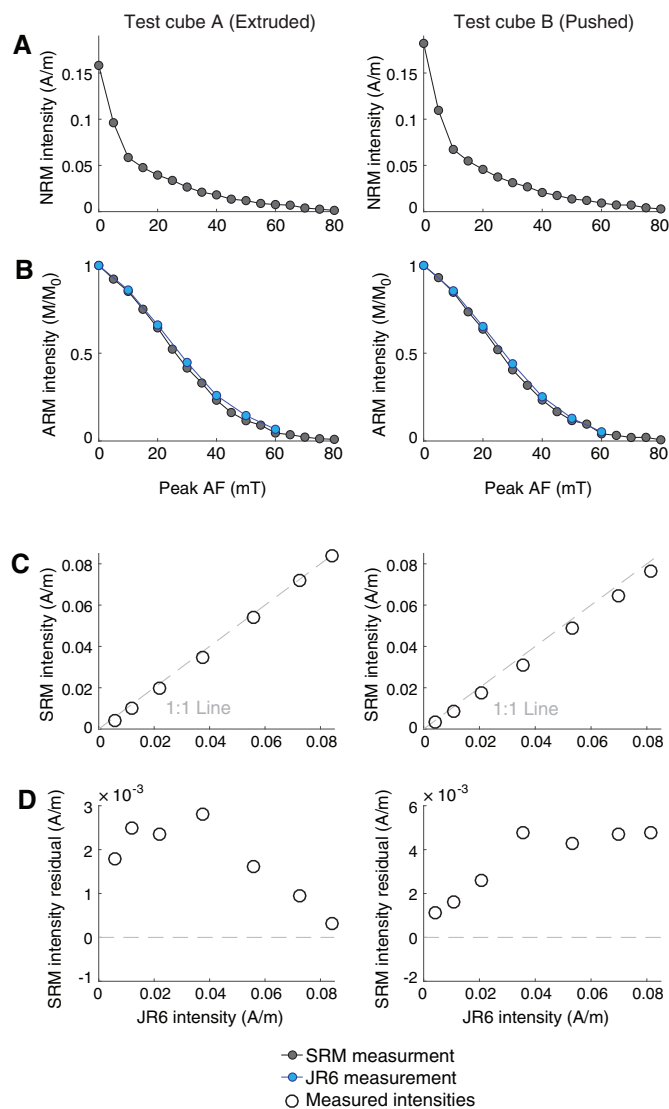 Test cube A (Extruded)
Test cube B (Pushed)
A
NRM intensity (A/m)
0.15
0.1
0.05
0
0 20 40 60 80
NRM intensity (A/m)
0.15
0.1
0.05
0
0 20 40 60 80
B
ARM intensity (M/M0)
1
0.5
0
0 20 40 60 80
Peak AF (mT)
ARM intensity (M/M0)
1
0.5
0
0 20 40 60 80
Peak AF (mT)
C
SRM intensity (A/m)
0.08
0.06
0.04
0.02
0
1:1 Line
0 0.02 0.04 0.06 0.08
SRM intensity (A/m)
0.08
0.06
0.04
0.02
0
1:1 Line
0 0.02 0.04 0.06 0.08
D
SRM intensity residual (A/m)
× 10-3
3
2
1
0
-1
0 0.02 0.04 0.06 0.08
JR6 intensity (A/m)
SRM intensity residual (A/m)
× 10-3
6
4
2
0
-2
0 0.02 0.04 0.06 0.08
JR6 intensity (A/m)
SRM measurment
JR6 measurement
Measured intensities